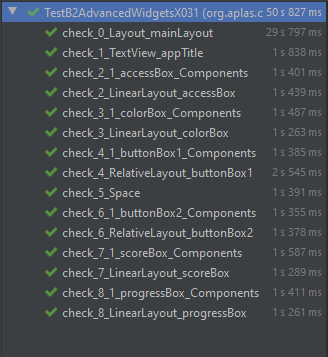 TestB2AdvancedWidgetsX031 (org.aplas.c 50 s 827 ms
check_0_Layout_mainLayout 29 s 797 ms
check_1_TextView_appTitle 1 s 838 ms
check_2_1_accessBox_Components 1 s 401 ms
check_2_LinearLayout_accessBox 1 s 439 ms
check_3_1_colorBox_Components 1 s 487 ms
check_3_LinearLayout_colorBox 1 s 263 ms
check_4_1_buttonBox1_Components 1 s 385 ms
check_4_RelativeLayout_buttonBox1 2 s 545 ms
check_5_Space 1 s 391 ms
check_6_1_buttonBox2_Components 1 s 355 ms
check_6_RelativeLayout_buttonBox2 1 s 378 ms
check_7_1_scoreBox_Components 1 s 587 ms
check_7_LinearLayout_scoreBox 1 s 289 ms
check_8_1_progressBox_Components 1 s 411 ms
check_8_LinearLayout_progressBox 1 s 261 ms